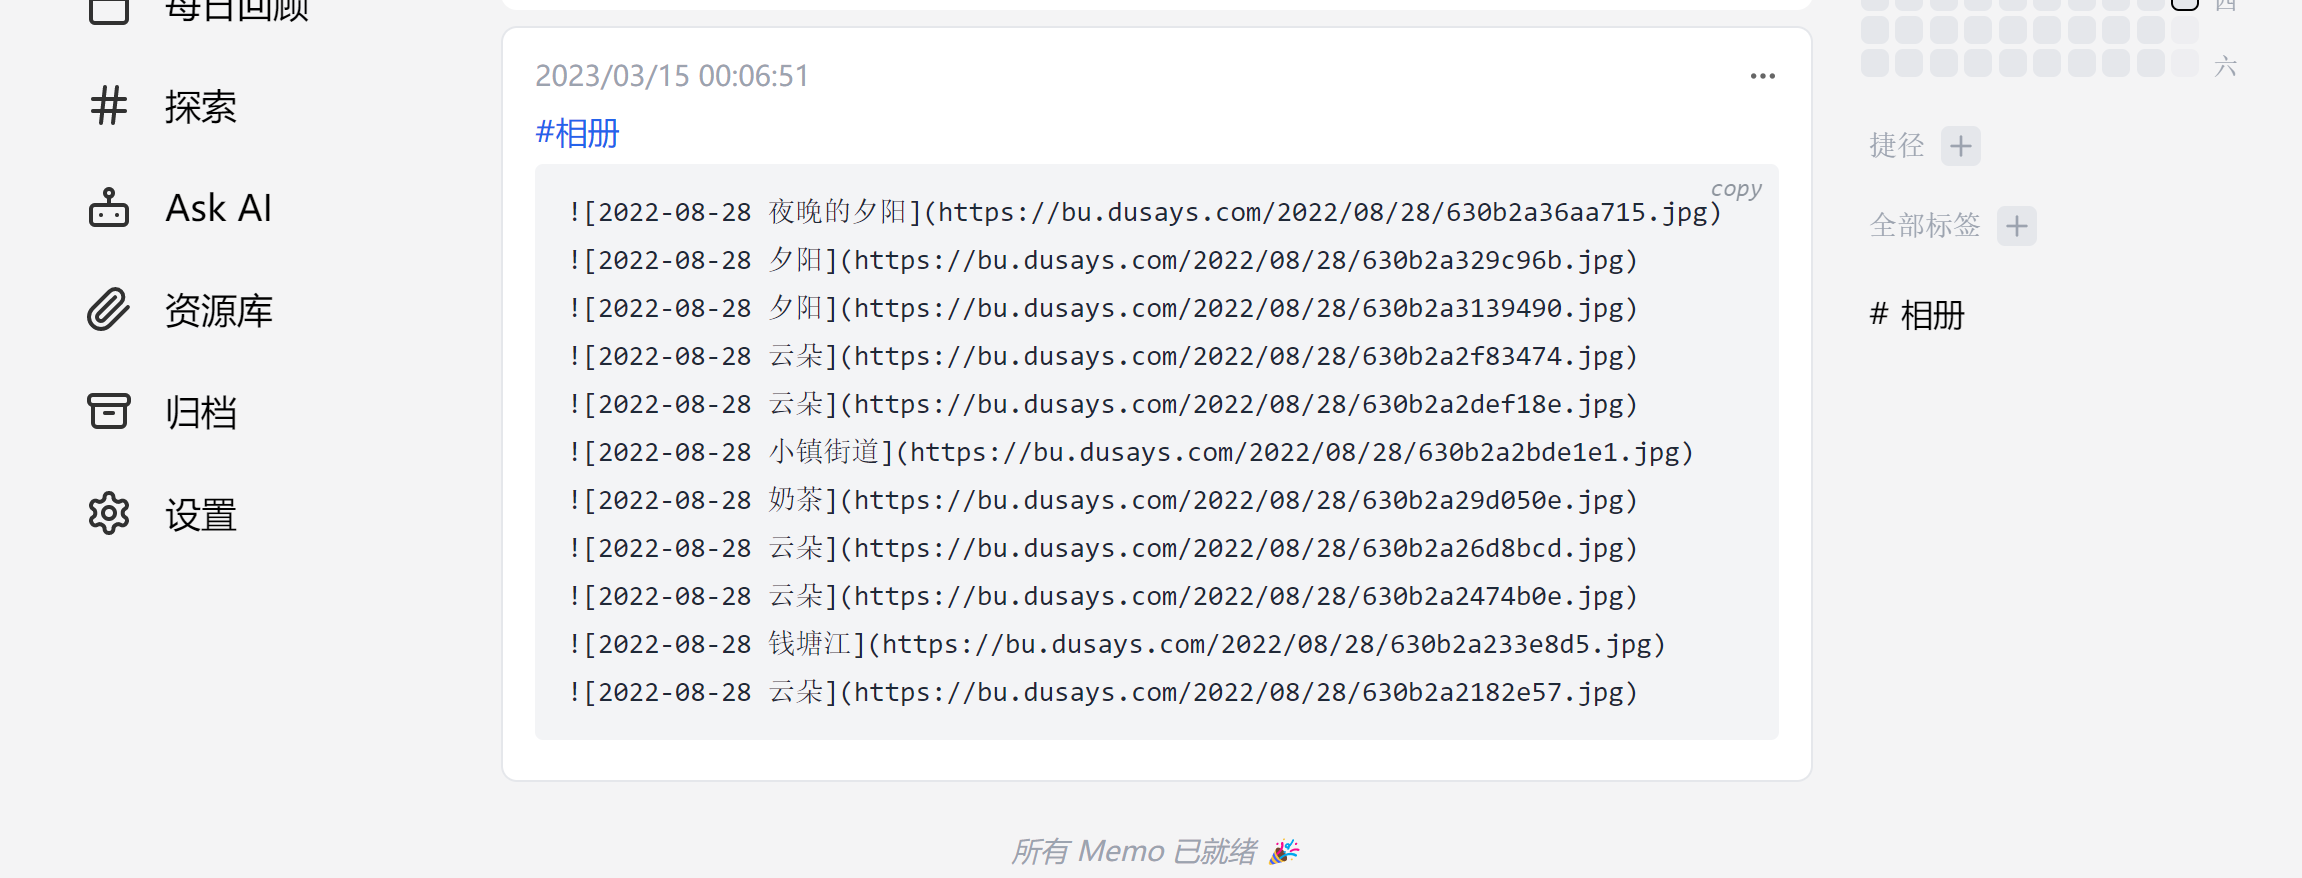 每日回顾
探索
Ask AI
资源库
归档
设置
2023/03/15 00:06:51
#相册
copy
![2022-08-28 夜晚的夕阳](https://bu.dusays.com/2022/08/28/630b2a36aa715.jpg)
![2022-08-28 夕阳](https://bu.dusays.com/2022/08/28/630b2a329c96b.jpg)
![2022-08-28 夕阳](https://bu.dusays.com/2022/08/28/630b2a3139490.jpg)
![2022-08-28 云朵](https://bu.dusays.com/2022/08/28/630b2a2f83474.jpg)
![2022-08-28 云朵](https://bu.dusays.com/2022/08/28/630b2a2def18e.jpg)
![2022-08-28 小镇街道](https://bu.dusays.com/2022/08/28/630b2a2bde1e1.jpg)
![2022-08-28 奶茶](https://bu.dusays.com/2022/08/28/630b2a29d050e.jpg)
![2022-08-28 云朵](https://bu.dusays.com/2022/08/28/630b2a26d8bcd.jpg)
![2022-08-28 云朵](https://bu.dusays.com/2022/08/28/630b2a2474b0e.jpg)
![2022-08-28 钱塘江](https://bu.dusays.com/2022/08/28/630b2a233e8d5.jpg)
![2022-08-28 云朵](https://bu.dusays.com/2022/08/28/630b2a2182e57.jpg)
所有 Memo 已就绪 🎉
四
六
捷径
全部标签
# 相册